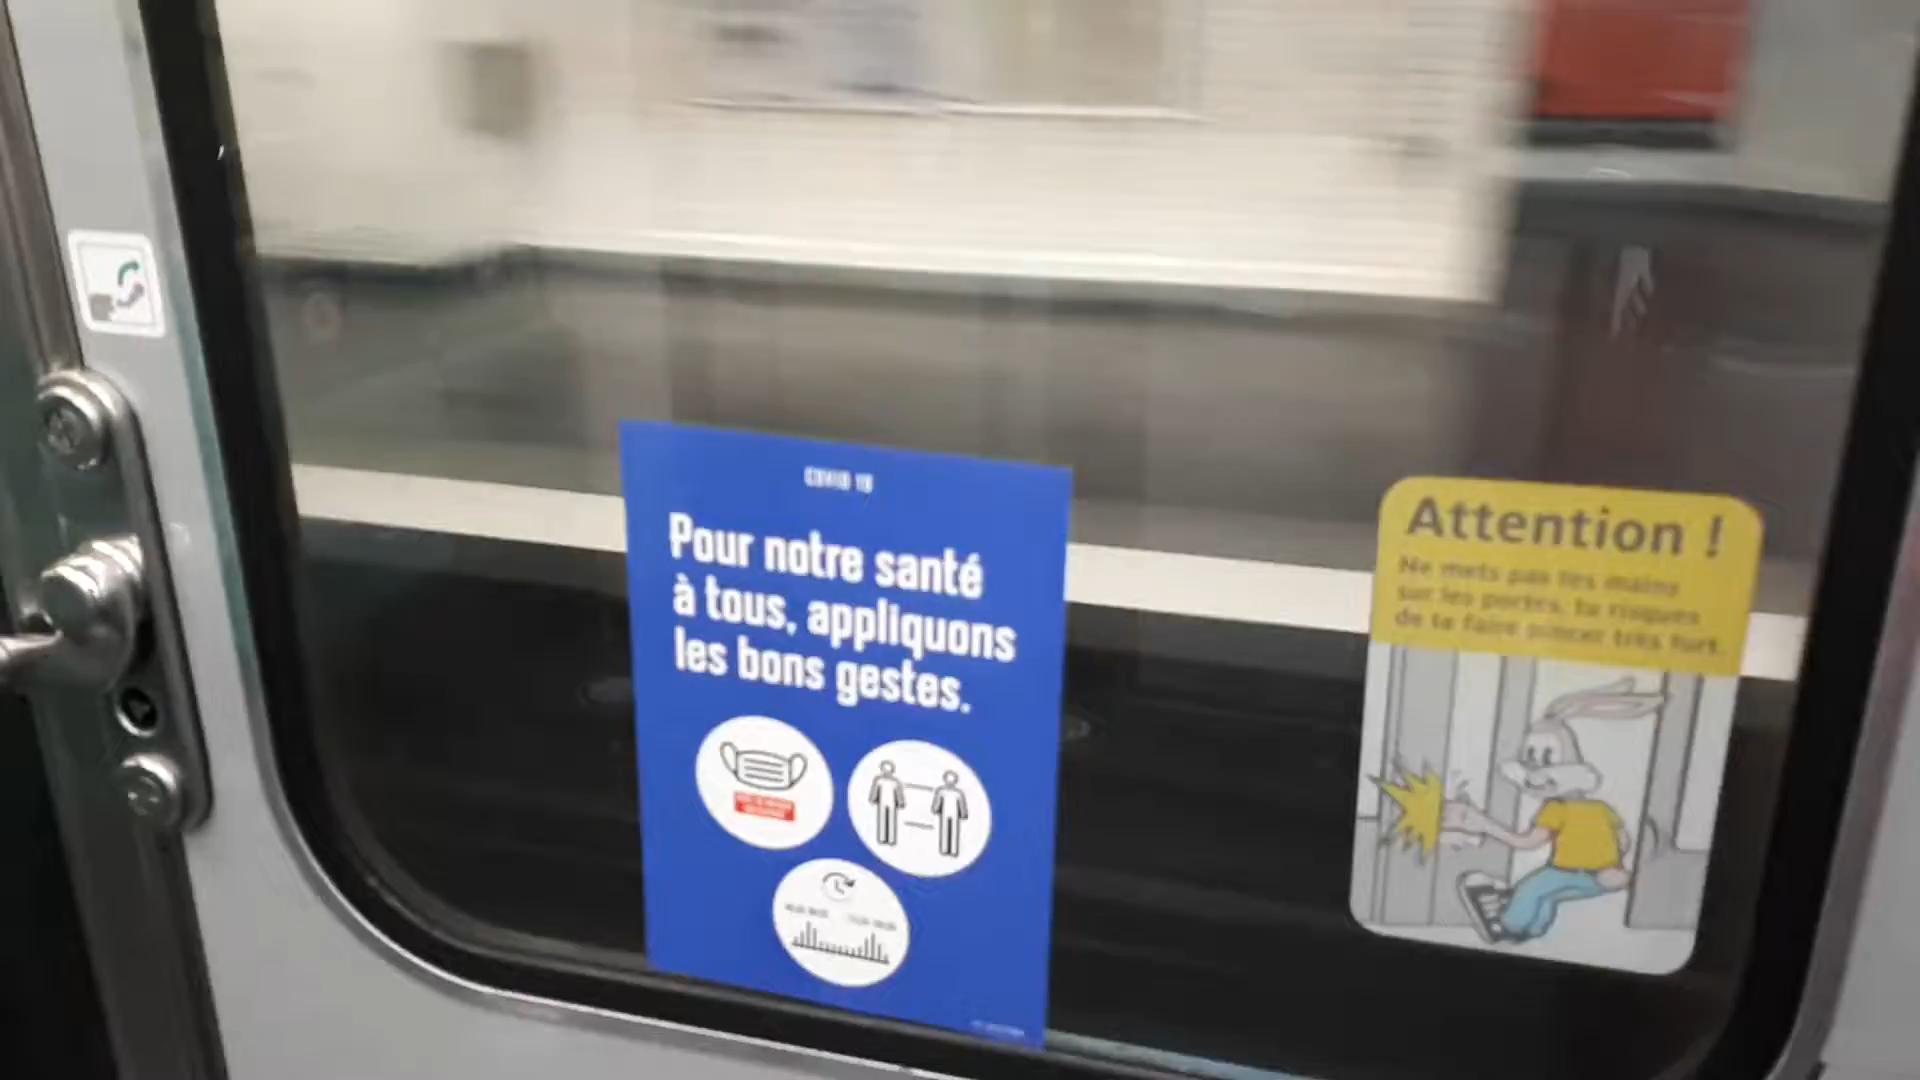 COVID 19
Pour notre santé
à tous, appliquons
les bons gestes.
Attention !
Ne mets pas tes mains
sur les portes, tu risques
de te faire pincer très fort.